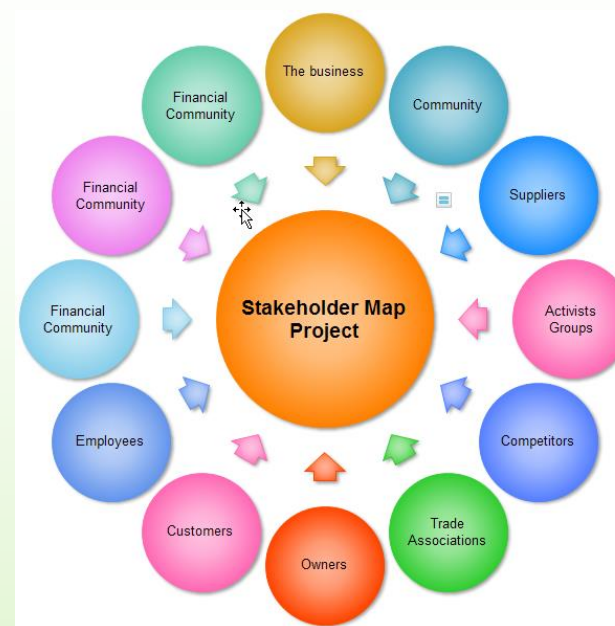 The business
Community
Suppliers
Activists
Groups
Competitors
Trade
Associations
Owners
Customers
Employees
Financial
Community
Financial
Community
Financial
Community
Stakeholder Map
Project